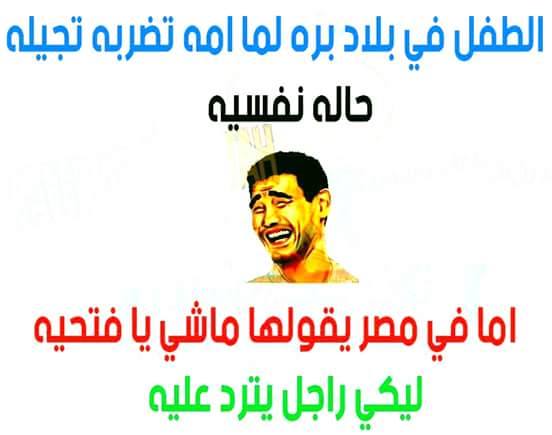 الطفل في بلاد بره لما امه تضربه تجيله
حاله نفسيه
اما في مصر يقولها ماشي يا فتحيه
ليكي راجل يترد عليه